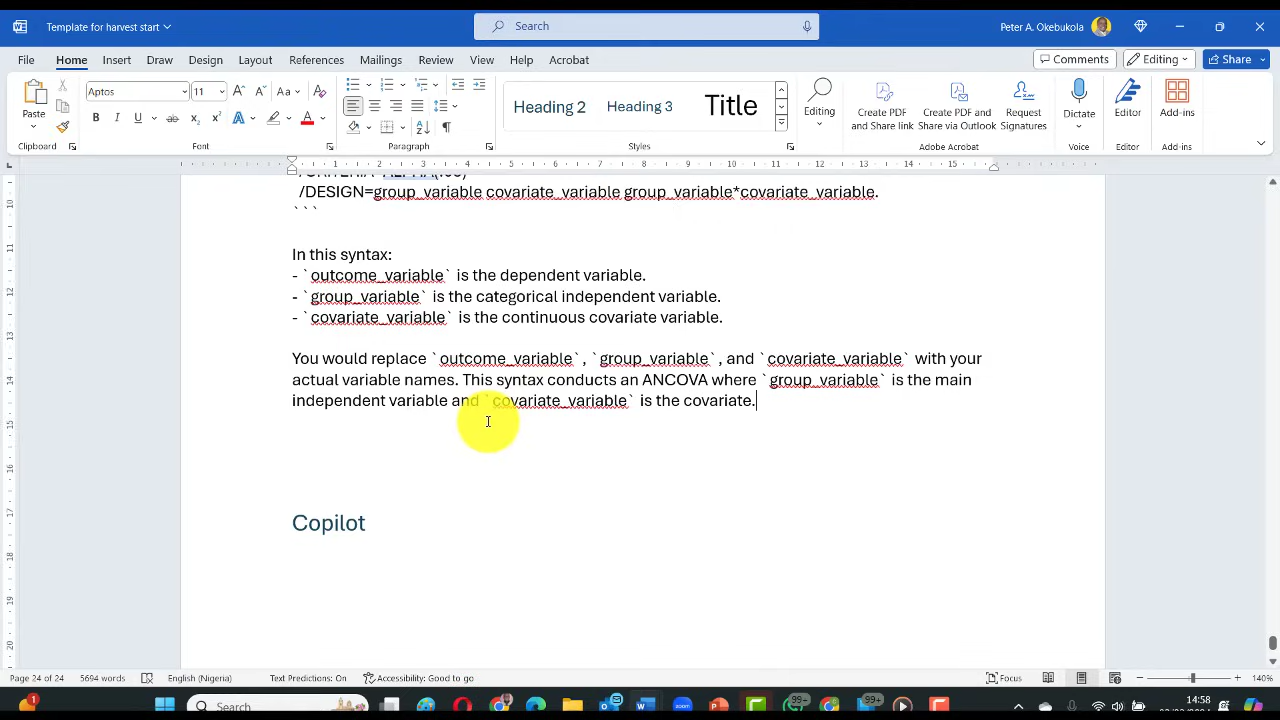 Template for harvest start
Search
Peter A. Okebukola
File Home Insert Draw Design Layout References Mailings Review View Help Acrobat
Comments Editing Share
Paste
Aptos 11
Heading 2 Heading 3 Title
Editing
Create PDF and Share link
Create PDF and Share via Outlook
Request Signatures
Dictate
Editor
Add-ins
Clipboard Font Paragraph Styles Adobe Acrobat Voice Editor Add-ins
/DESIGN=group_variable covariate_variable group_variable*covariate_variable.
```
In this syntax:
- `outcome_variable` is the dependent variable.
- `group_variable` is the categorical independent variable.
- `covariate_variable` is the continuous covariate variable.
You would replace `outcome_variable`, `group_variable`, and `covariate_variable` with your
actual variable names. This syntax conducts an ANCOVA where `group_variable` is the main
independent variable and `covariate_variable` is the covariate.
Copilot
Page 24 of 24 5694 words English (Nigeria) Text Predictions: On Accessibility: Good to go Focus 140%
Search
14:58